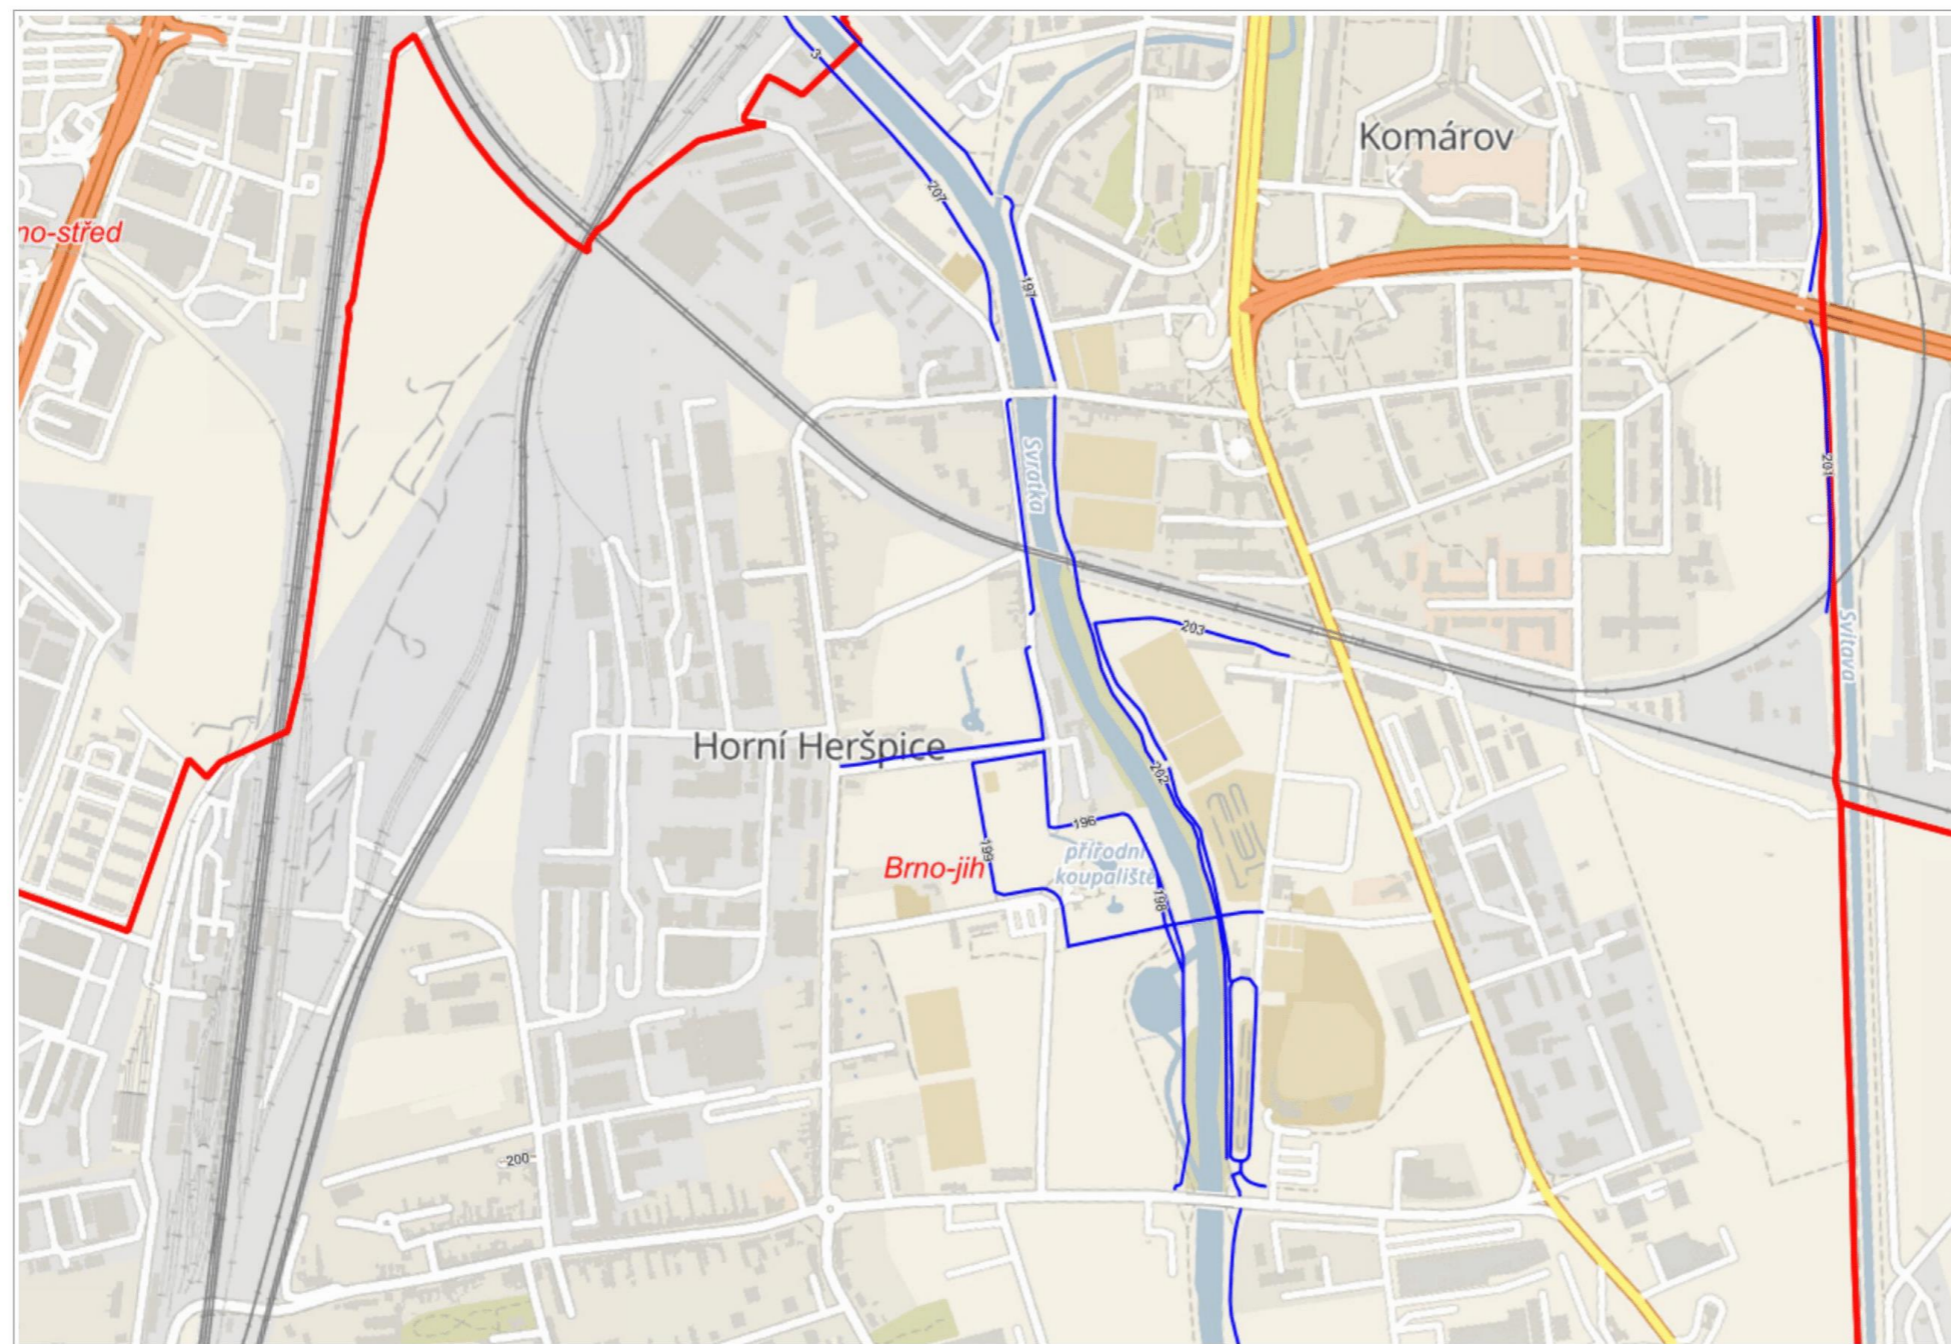 3
Komárov
207
no-střed
197
Svratka
201
203
Svitava
Horní Heršpice
202
196
199
Brno-jih
přírodní
koupaliště
198
200